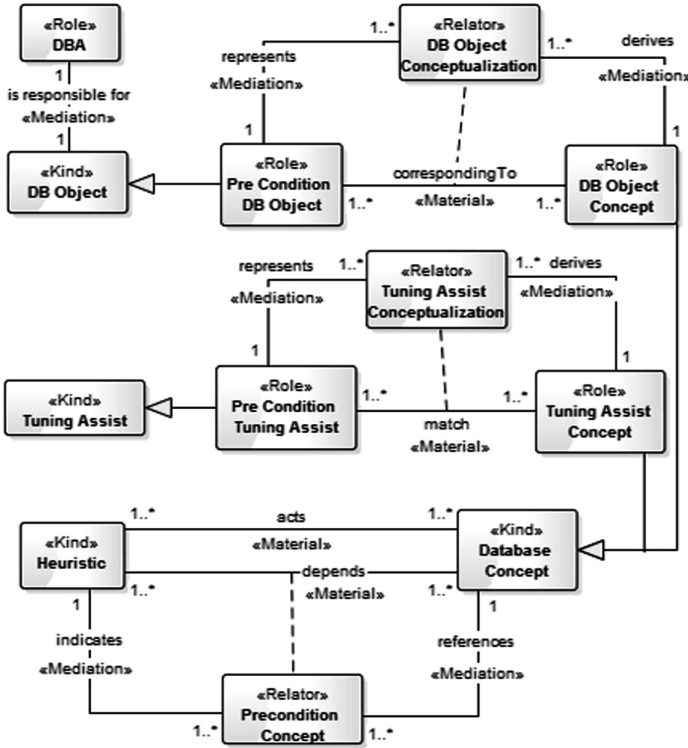 «Role»
DBA
1
is responsible for
«Mediation»
1
«Kind»
DB Object
represents
«Mediation»
1
1..*
«Relator»
DB Object
Conceptualization
1..*
derives
«Mediation»
1
«Role»
Pre Condition
DB Object
1..*
correspondingTo
«Material»
1..*
«Role»
DB Object
Concept
represents
«Mediation»
1
1..*
«Relator»
Tuning Assist
Conceptualization
1..*
derives
«Mediation»
1
«Kind»
Tuning Assist
«Role»
Pre Condition
Tuning Assist
1..*
match
«Material»
1..*
«Role»
Tuning Assist
Concept
«Kind»
Heuristic
1..*
acts
«Material»
1..*
1..*
depends
«Material»
1..*
«Kind»
Database
Concept
1
indicates
«Mediation»
1..*
«Relator»
Precondition
Concept
1
references
«Mediation»
1..*